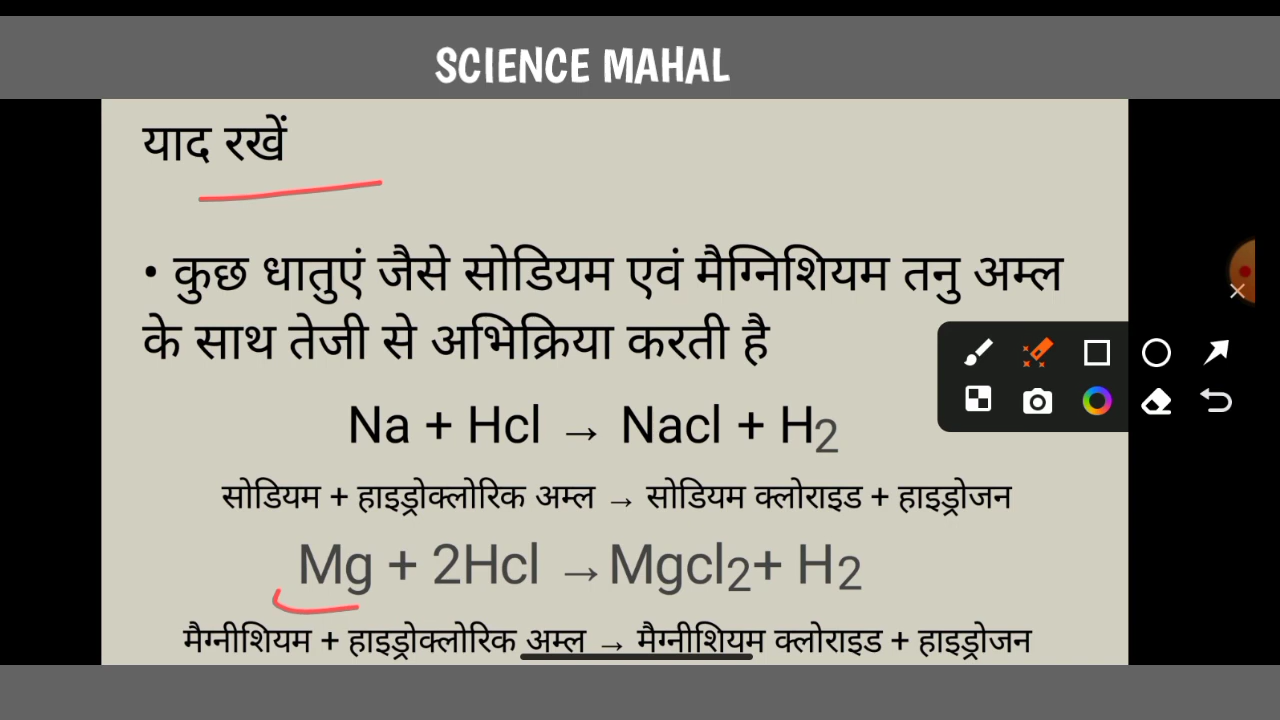 SCIENCE MAHAL
याद रखें
• कुछ धातुएं जैसे सोडियम एवं मैग्निशियम तनु अम्ल
के साथ तेजी से अभिक्रिया करती है
Na + Hcl → Nacl + H2
सोडियम + हाइड्रोक्लोरिक अम्ल → सोडियम क्लोराइड + हाइड्रोजन
Mg + 2Hcl →Mgcl2+ H2
मैग्नीशियम + हाइड्रोक्लोरिक अम्ल → मैग्नीशियम क्लोराइड + हाइड्रोजन